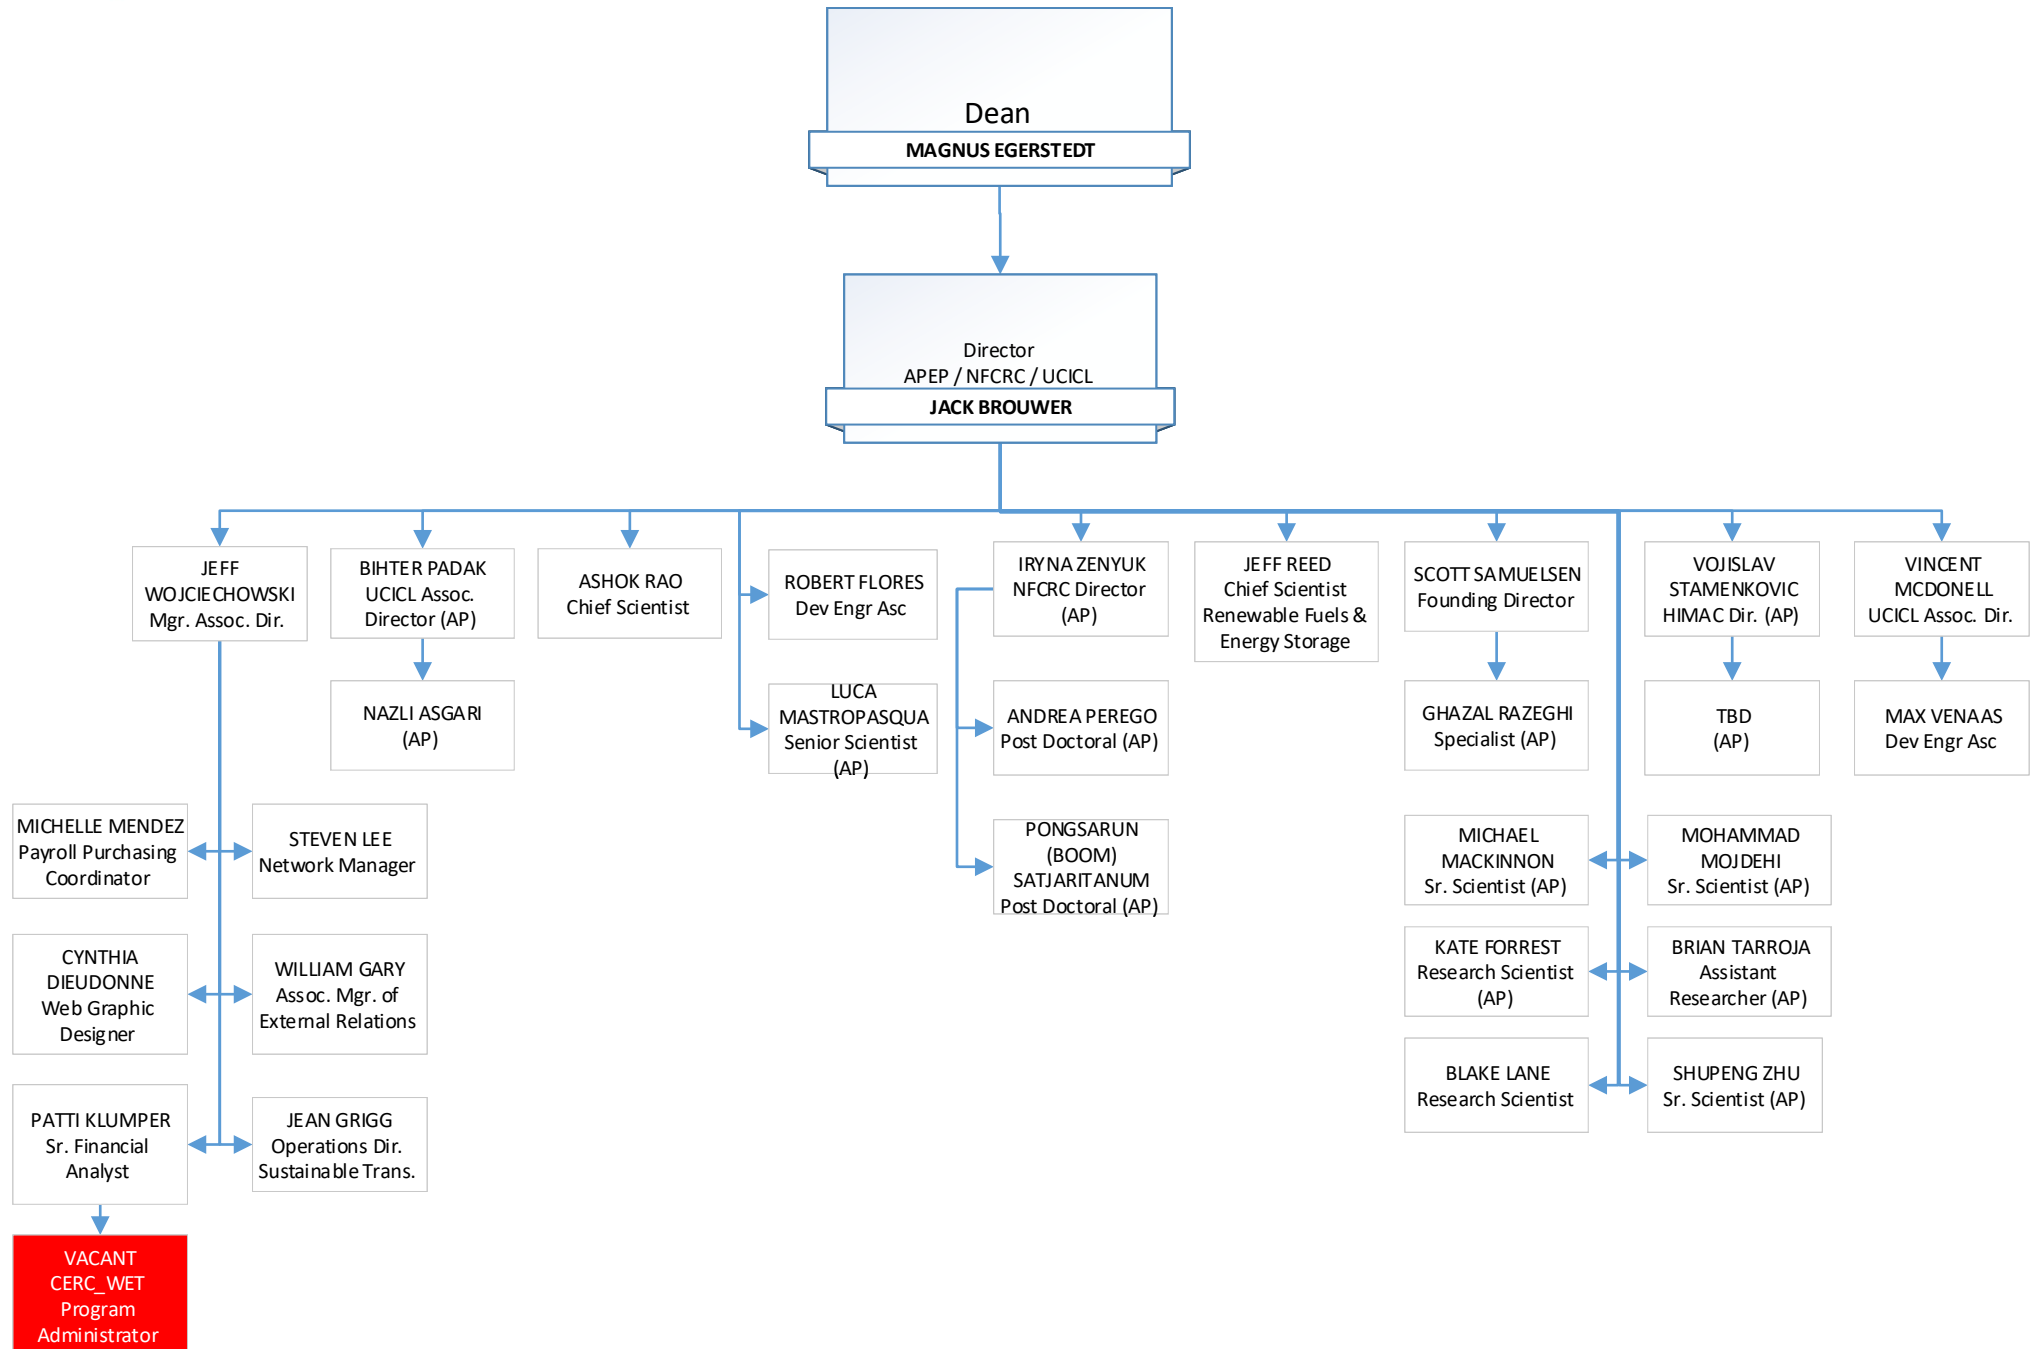 Dean
MAGNUS EGERSTEDT
Director
APEP / NFCRC / UCICL
JACK BROUWER
JEFF
WOJCIECHOWSKI
Mgr. Assoc. Dir.
BIHTER PADAK
UCICL Assoc.
Director (AP)
ASHOK RAO
Chief Scientist
ROBERT FLORES
Dev Engr Asc
IRYNA ZENYUK
NFCRC Director
(AP)
JEFF REED
Chief Scientist
Renewable Fuels &
Energy Storage
SCOTT SAMUELSEN
Founding Director
VOJISLAV
STAMENKOVIC
HIMAC Dir. (AP)
VINCENT
MCDONELL
UCICL Assoc. Dir.
NAZLI ASGARI
(AP)
LUCA
MASTROPASQUA
Senior Scientist
(AP)
ANDREA PEREGO
Post Doctoral (AP)
GHAZAL RAZEGHI
Specialist (AP)
TBD
(AP)
MAX VENAAS
Dev Engr Asc
MICHELLE MENDEZ
Payroll Purchasing
Coordinator
STEVEN LEE
Network Manager
PONGSARUN
(BOOM)
SATJARITANUM
Post Doctoral (AP)
MICHAEL
MACKINNON
Sr. Scientist (AP)
MOHAMMAD
MOJDEHI
Sr. Scientist (AP)
CYNTHIA
DIEUDONNE
Web Graphic
Designer
WILLIAM GARY
Assoc. Mgr. of
External Relations
KATE FORREST
Research Scientist
(AP)
BRIAN TARROJA
Assistant
Researcher (AP)
BLAKE LANE
Research Scientist
SHUPENG ZHU
Sr. Scientist (AP)
PATTI KLUMPER
Sr. Financial
Analyst
JEAN GRIGG
Operations Dir.
Sustainable Trans.
VACANT
CERC_WET
Program
Administrator